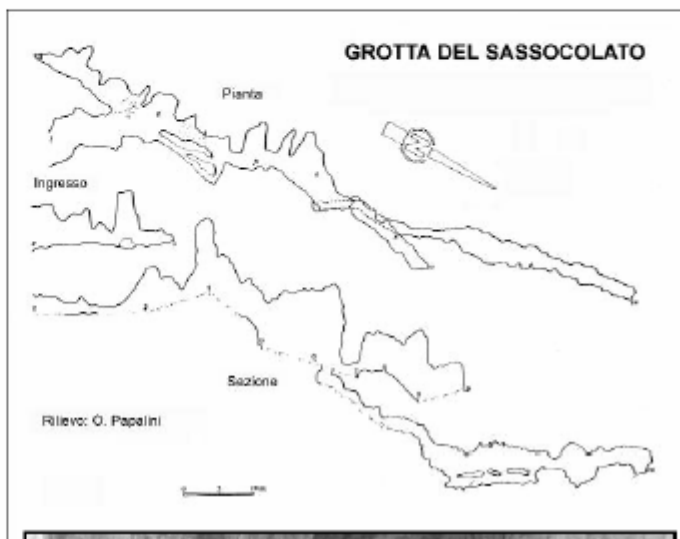 GROTTA DEL SASSOCOLATO
Pianta
Ingresso
Sezione
Rilievo: O. Papalini